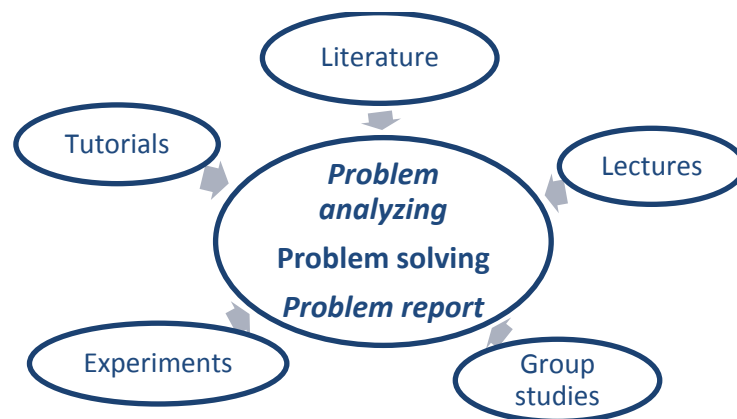 Literature
Tutorials
Lectures
Problem
analyzing
Problem solving
Problem report
Experiments
Group
studies